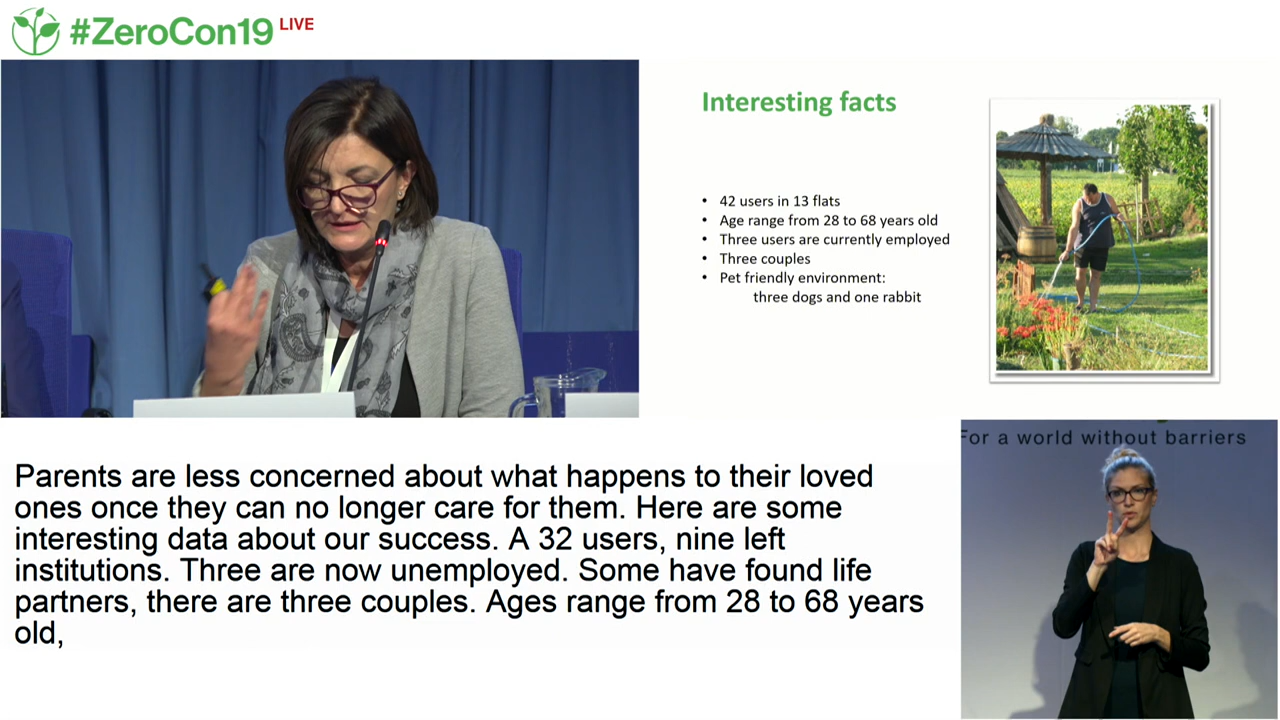 #ZeroCon19 LIVE
Interesting facts
• 42 users in 13 flats
• Age range from 28 to 68 years old
• Three users are currently employed
• Three couples
• Pet friendly environment:
three dogs and one rabbit
For a world without barriers
Parents are less concerned about what happens to their loved
ones once they can no longer care for them. Here are some
interesting data about our success. A 32 users, nine left
institutions. Three are now unemployed. Some have found life
partners, there are three couples. Ages range from 28 to 68 years
old,